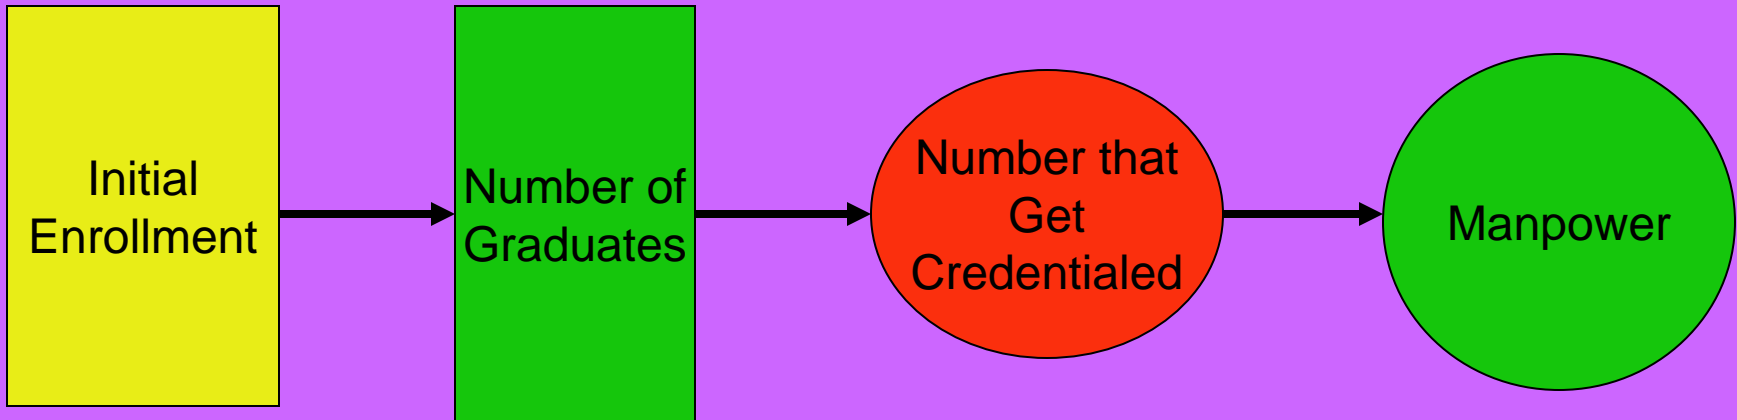 Initial
Enrollment
Number of
Graduates
Number that
Get
Credentialed
Manpower